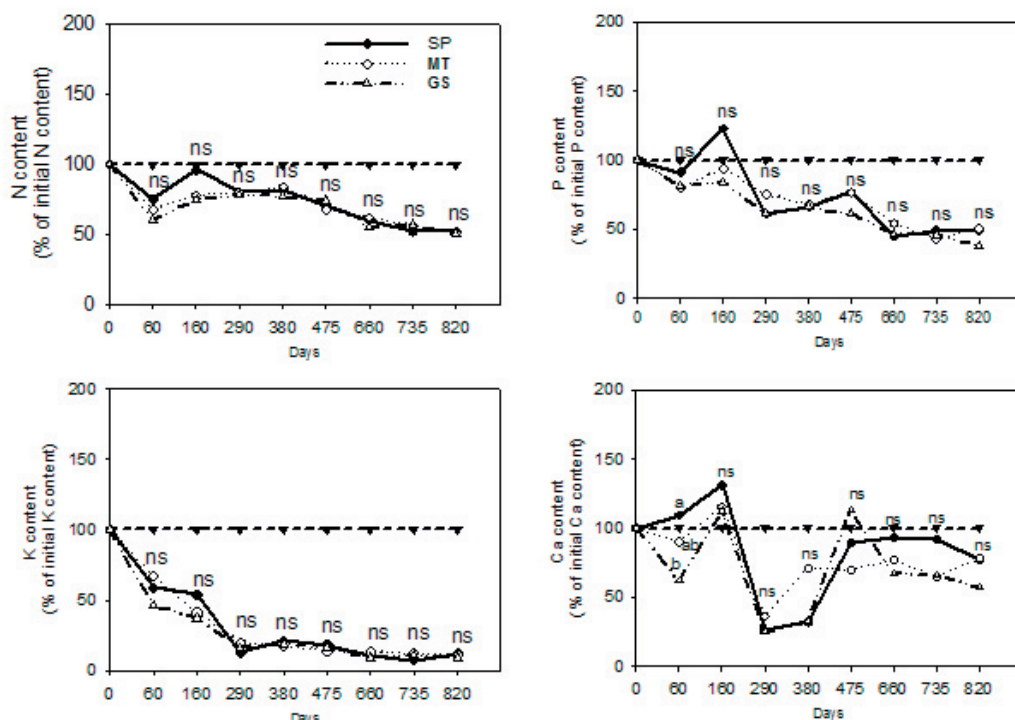 200
150
100
50
0
N content
(% of initial N content)
SP
MT
GS
ns ns ns ns ns ns ns ns
0 60 160 290 380 475 660 735 820
Days
200
150
100
50
0
P content
(% of initial P content)
ns ns ns ns ns ns ns ns
0 60 160 290 380 475 660 735 820
Days
200
150
100
50
0
K content
(% of initial K content)
ns ns ns ns ns ns ns ns
0 60 160 290 380 475 660 735 820
Days
200
150
100
50
0
Ca content
(% of initial Ca content)
a
ab
b
ns ns ns ns ns ns ns
0 60 160 290 380 475 660 735 820
Days